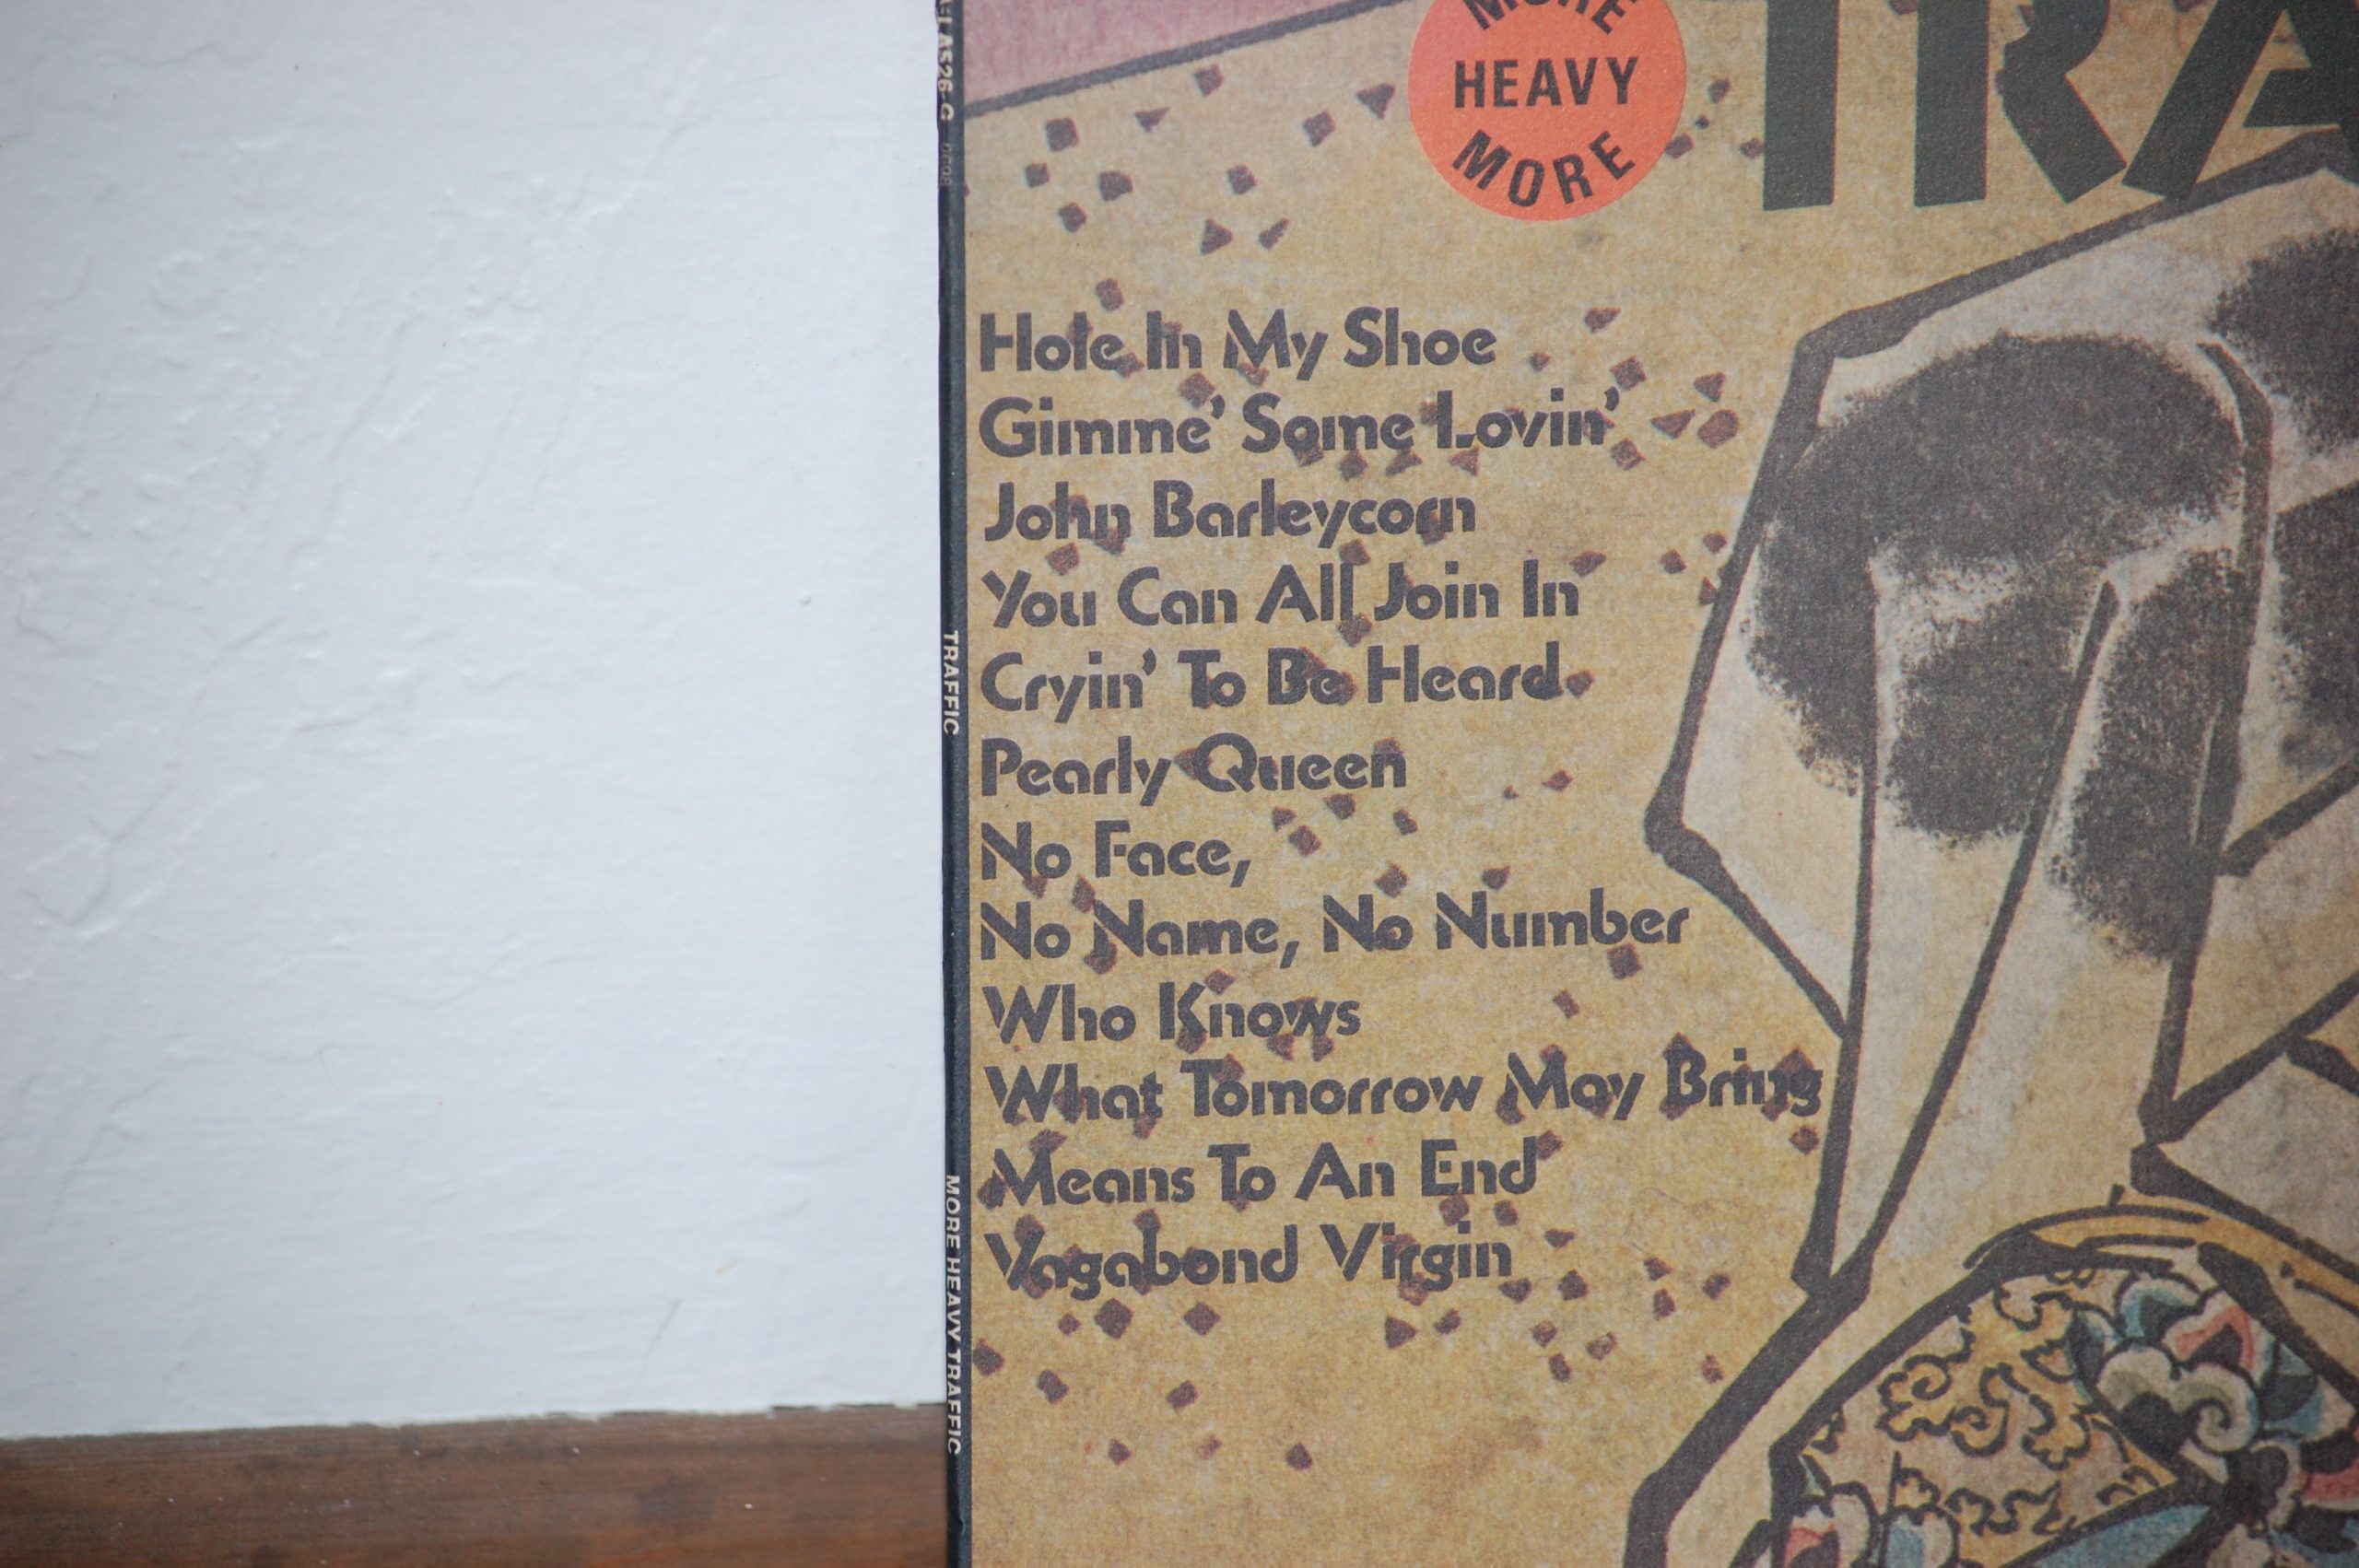 MORE
HEAVY
MORE
TRA
Hole In My Shoe
Gimme' Some Lovin'
John Barleycorn
You Can All Join In
Cryin' To Be Heard
Pearly Queen
No Face,
No Name, No Number
Who Knows
What Tomorrow May Bring
Means To An End
Vagabond Virgin
LA526-G
TRAFFIC
MORE HEAVY TRAFFIC